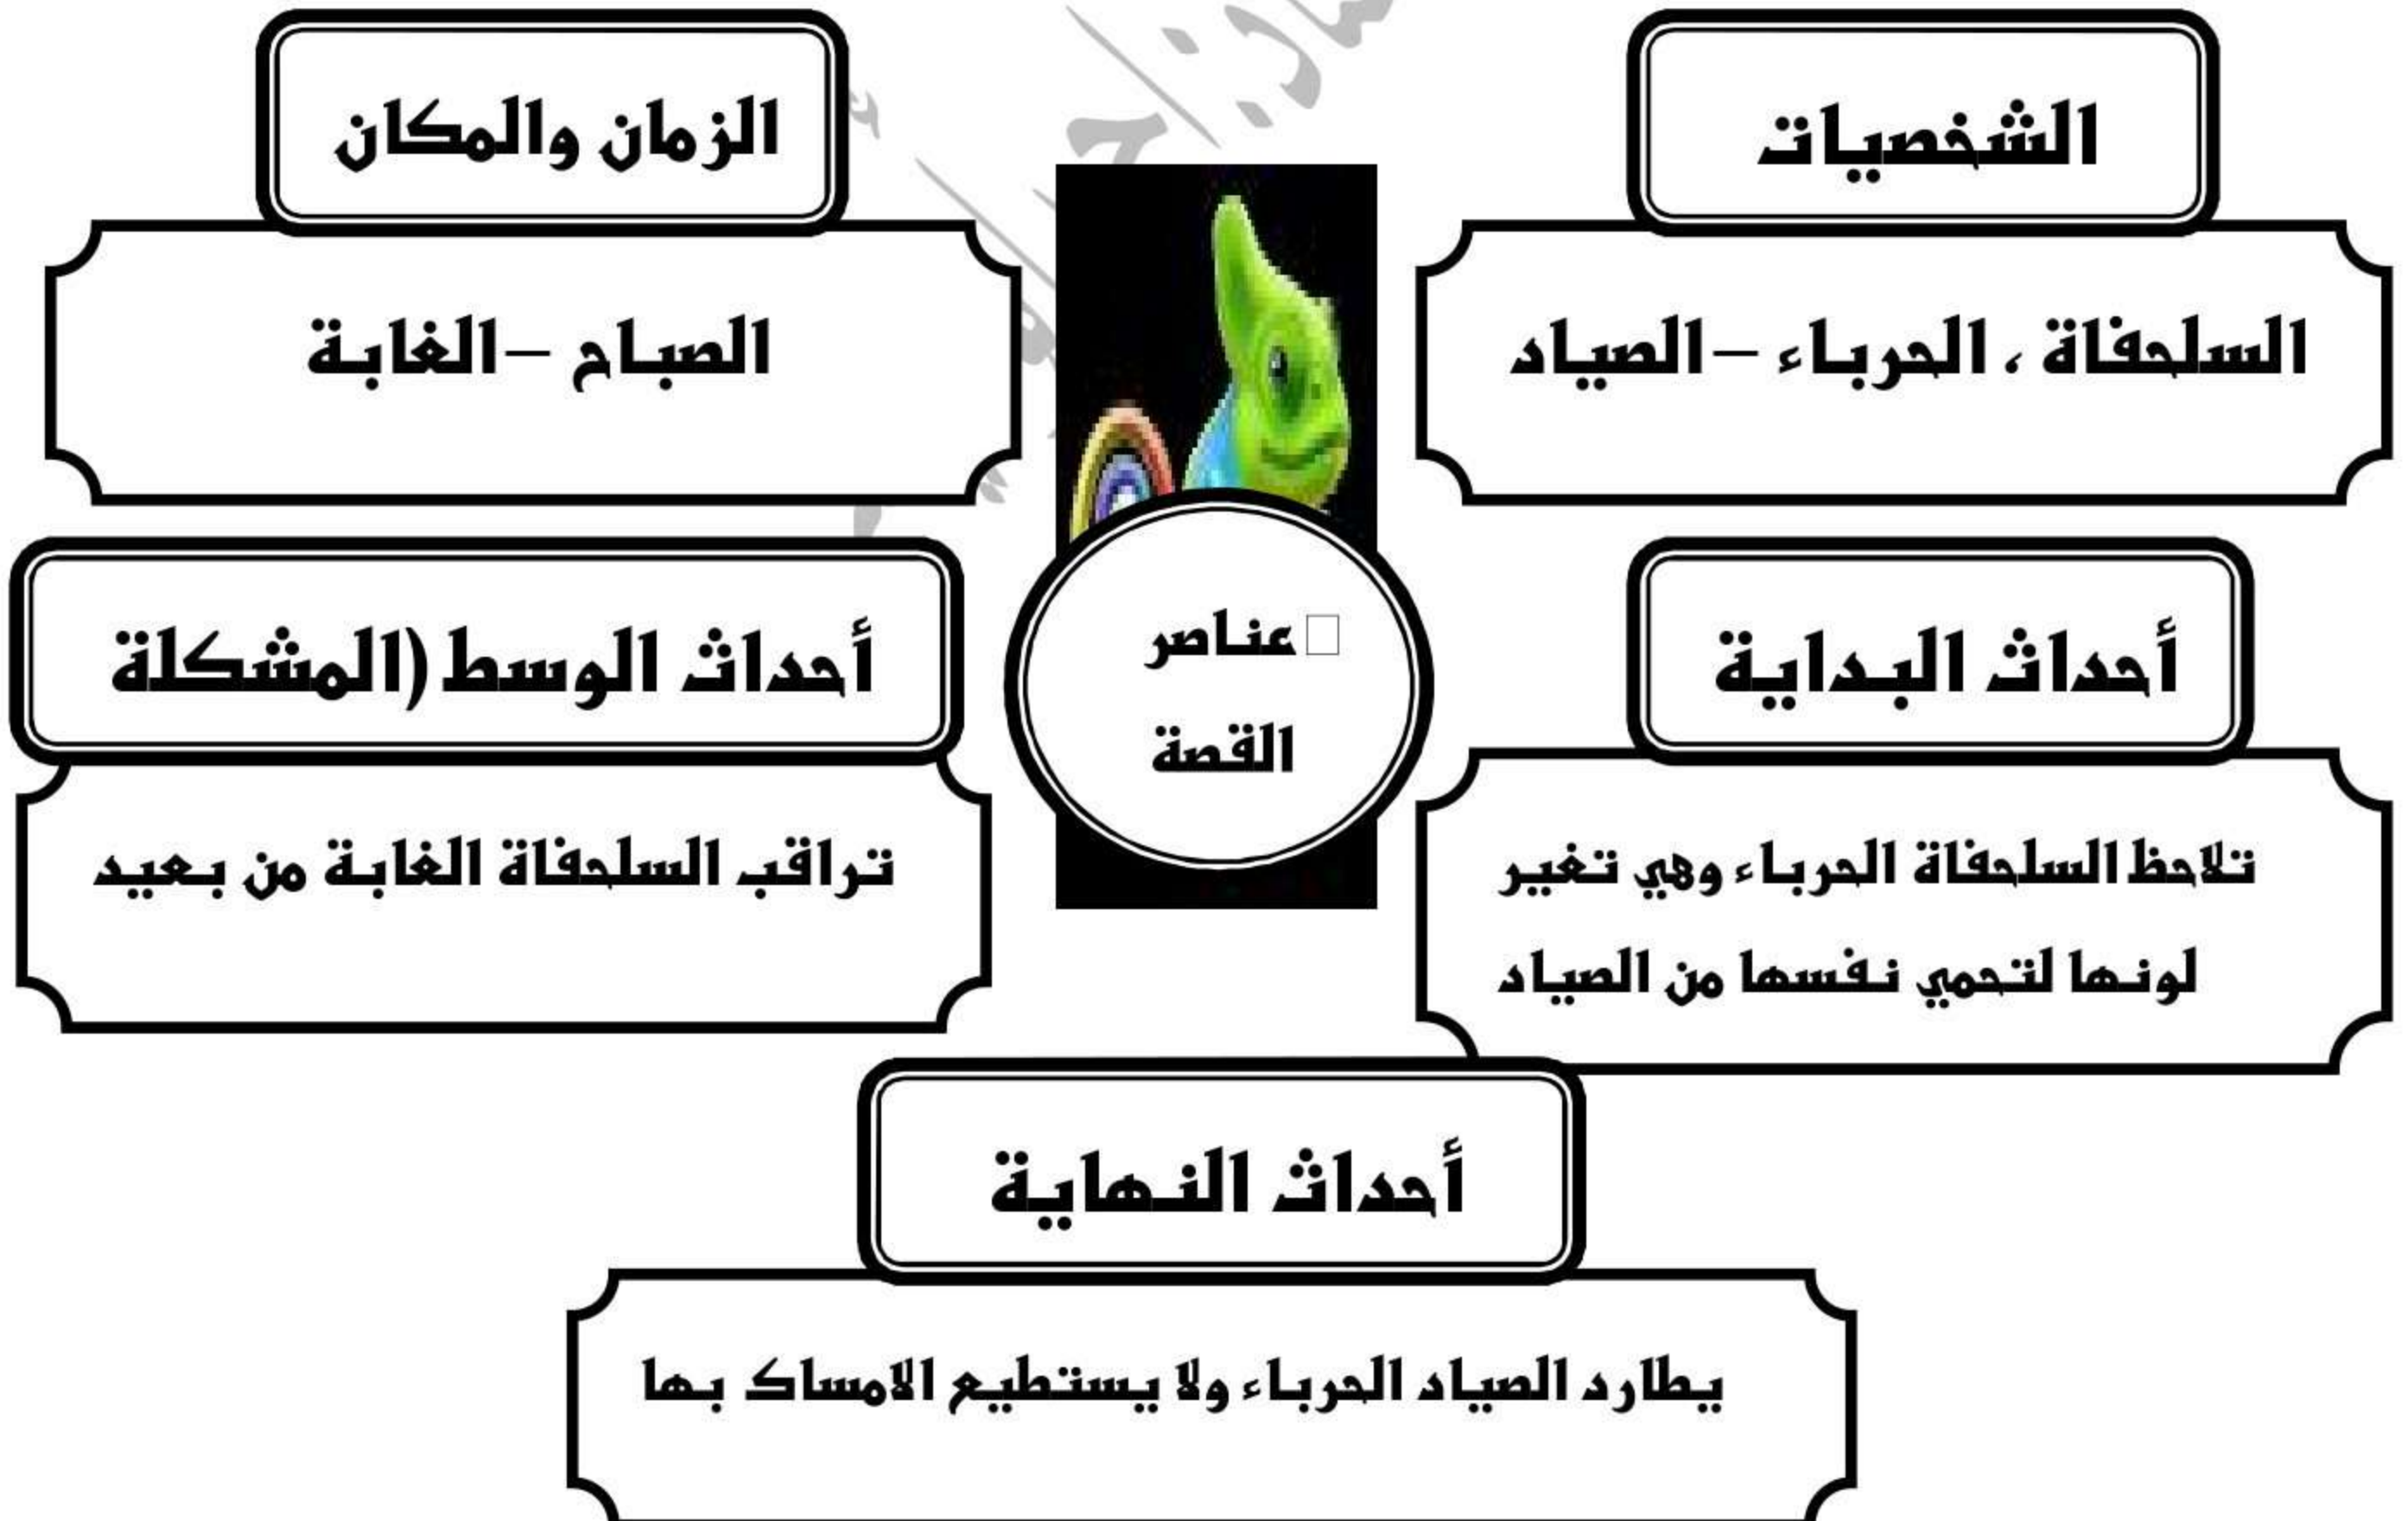 الشخصيات
السلحفاة ، الحرباء – الصياد
الزمان والمكان
الصباح – الغابة
عناصر
القصة
أحداث البداية
تلاحظ السلحفاة الحرباء وهي تغير
لونها لتحمي نفسها من الصياد
أحداث الوسط (المشكلة
تراقب السلحفاة الغابة من بعيد
أحداث النهاية
يطارد الصياد الحرباء ولا يستطيع الامساك بها